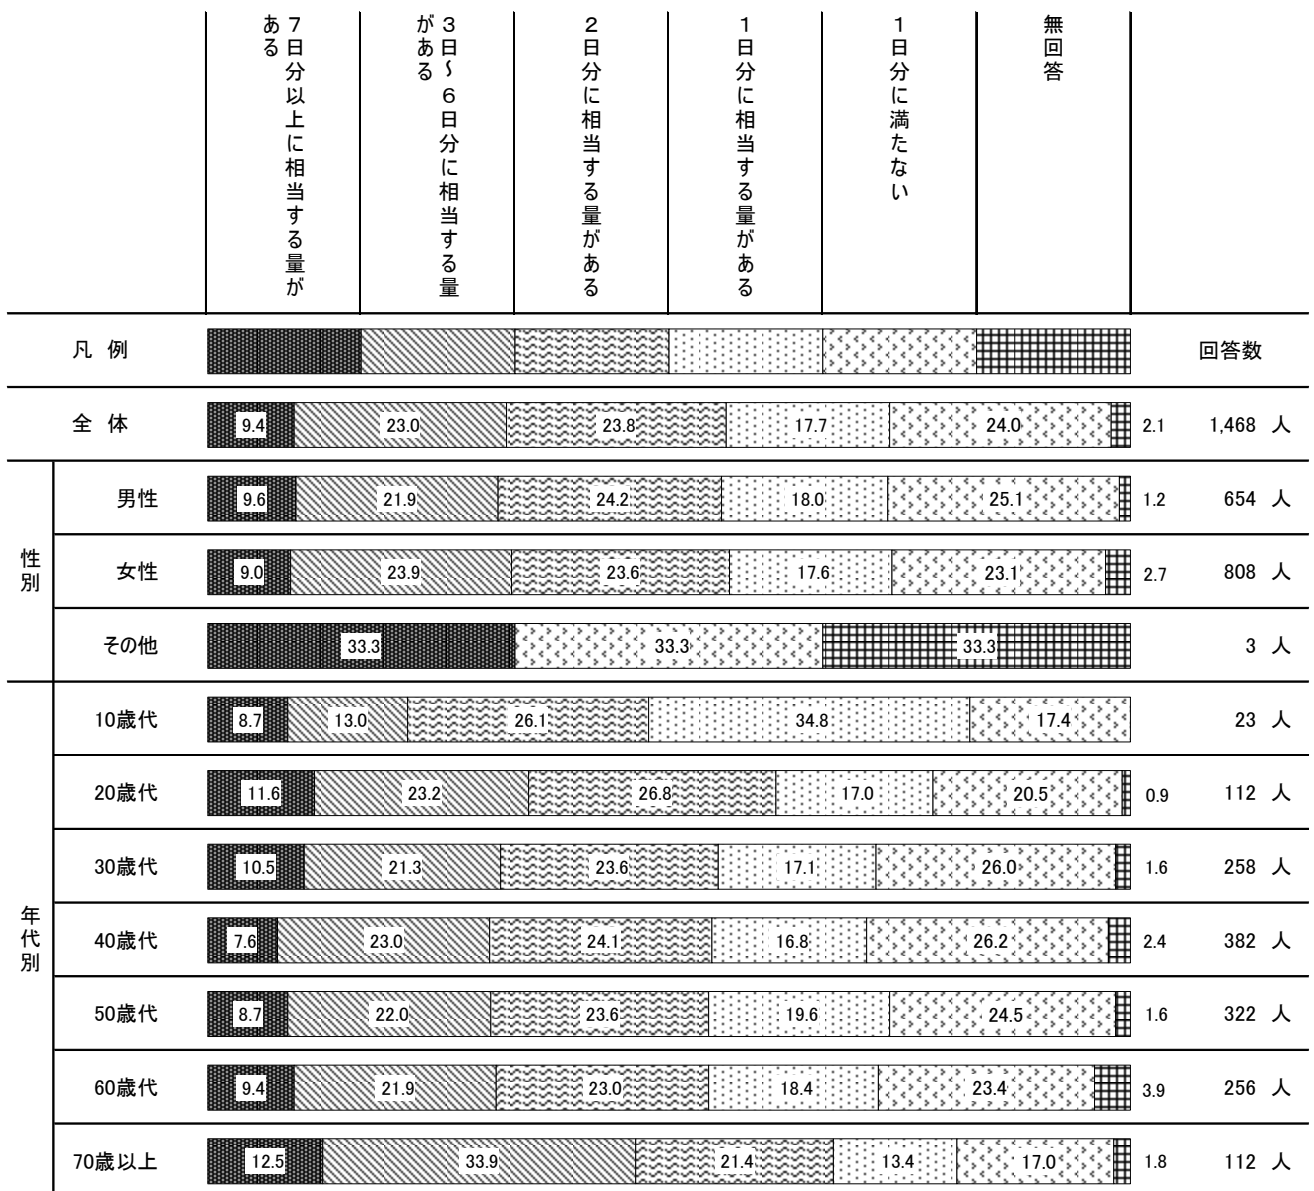 ７日分以上に相当する量が
ある
３日～６日分に相当する量
がある
２日分に相当する量がある
１日分に相当する量がある
１日分に満たない
無回答
凡 例 回答数
全 体 9.4 23.0 23.8 17.7 24.0 2.1 1,468 人
性別
男性 9.6 21.9 24.2 18.0 25.1 1.2 654 人
女性 9.0 23.9 23.6 17.6 23.1 2.7 808 人
その他 33.3 33.3 33.3 3 人
年代別
10歳代 8.7 13.0 26.1 34.8 17.4 23 人
20歳代 11.6 23.2 26.8 17.0 20.5 0.9 112 人
30歳代 10.5 21.3 23.6 17.1 26.0 1.6 258 人
40歳代 7.6 23.0 24.1 16.8 26.2 2.4 382 人
50歳代 8.7 22.0 23.6 19.6 24.5 1.6 322 人
60歳代 9.4 21.9 23.0 18.4 23.4 3.9 256 人
70歳以上 12.5 33.9 21.4 13.4 17.0 1.8 112 人